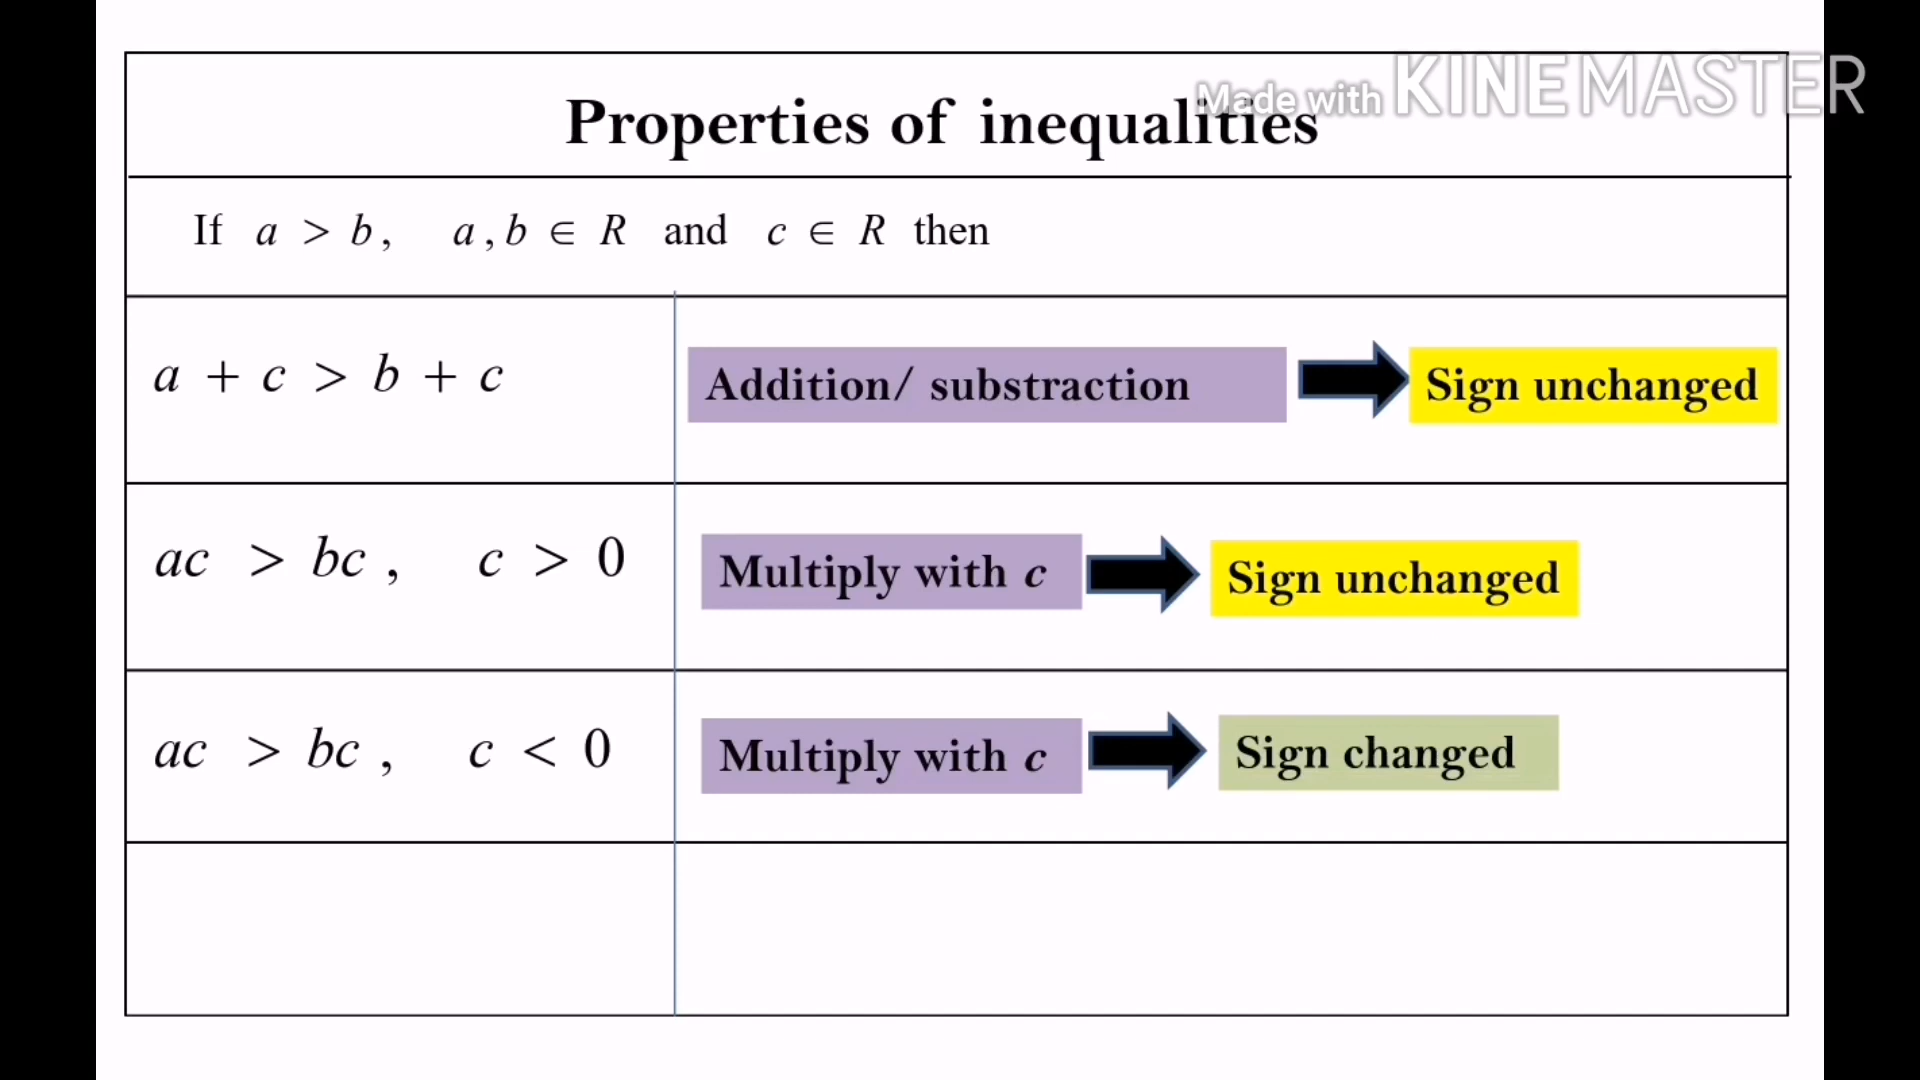 Made with KINEMASTER
Properties of inequalities
If a > b, a, b ∈ R and c ∈ R then
a + c > b + c
Addition/ substraction
Sign unchanged
ac > bc , c > 0
Multiply with c
Sign unchanged
ac > bc , c < 0
Multiply with c
Sign changed